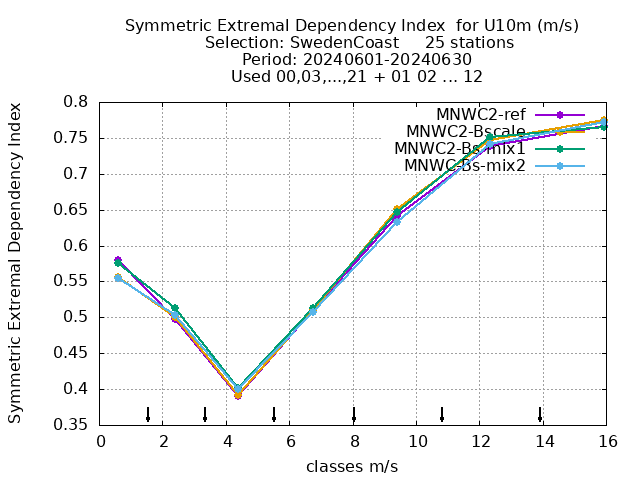 Symmetric Extremal Dependency Index  for U10m (m/s)
Selection: SwedenCoast     25 stations
Period: 20240601-20240630
Used 00,03,...,21 + 01 02 ... 12
Symmetric Extremal Dependency Index
0.8
0.75
0.7
0.65
0.6
0.55
0.5
0.45
0.4
0.35
MNWC2-ref
MNWC2-Bscale
MNWC2-Bs-mix1
MNWC-Bs-mix2
0 2 4 6 8 10 12 14 16
classes m/s